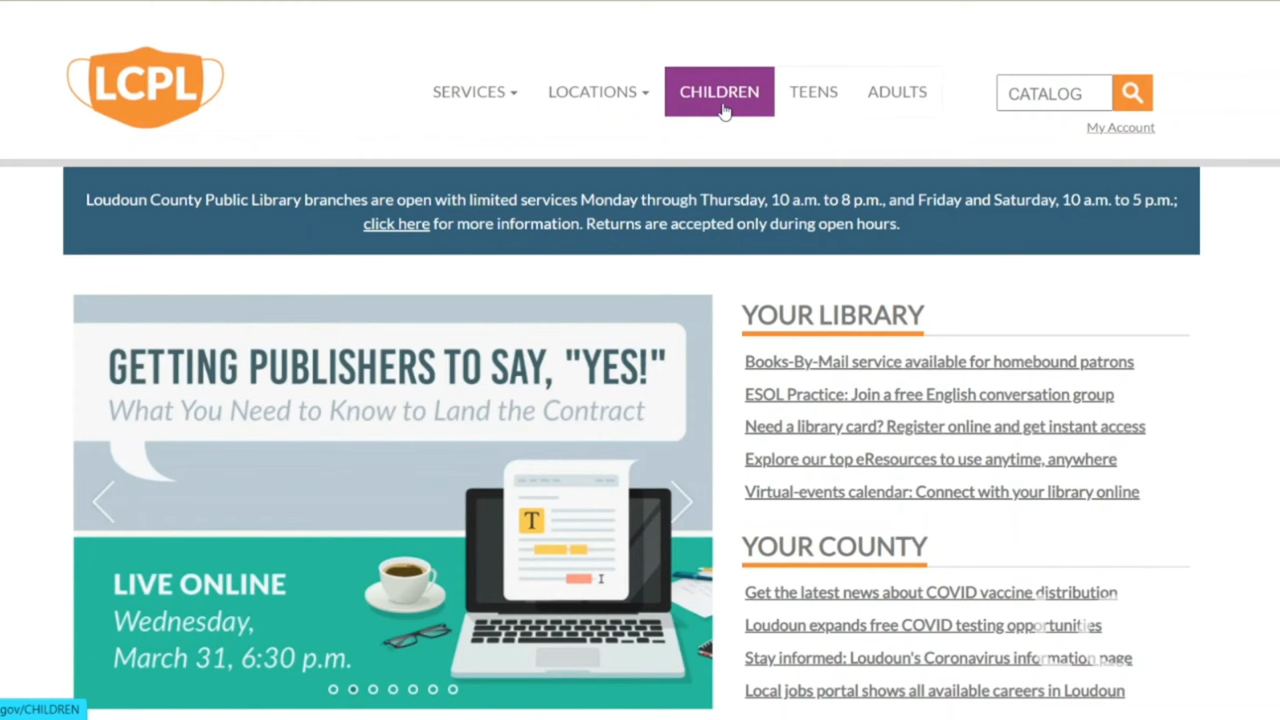 LCPL
SERVICES
LOCATIONS
CHILDREN
TEENS
ADULTS
CATALOG
My Account
Loudoun County Public Library branches are open with limited services Monday through Thursday, 10 a.m. to 8 p.m., and Friday and Saturday, 10 a.m. to 5 p.m.;
click here for more information. Returns are accepted only during open hours.
GETTING PUBLISHERS TO SAY, "YES!"
What You Need to Know to Land the Contract
T
LIVE ONLINE
Wednesday,
March 31, 6:30 p.m.
YOUR LIBRARY
Books-By-Mail service available for homebound patrons
ESOL Practice: Join a free English conversation group
Need a library card? Register online and get instant access
Explore our top eResources to use anytime, anywhere
Virtual-events calendar: Connect with your library online
YOUR COUNTY
Get the latest news about COVID vaccine distribution
Loudoun expands free COVID testing opportunities
Stay informed: Loudoun's Coronavirus information page
Local jobs portal shows all available careers in Loudoun
gov/CHILDREN